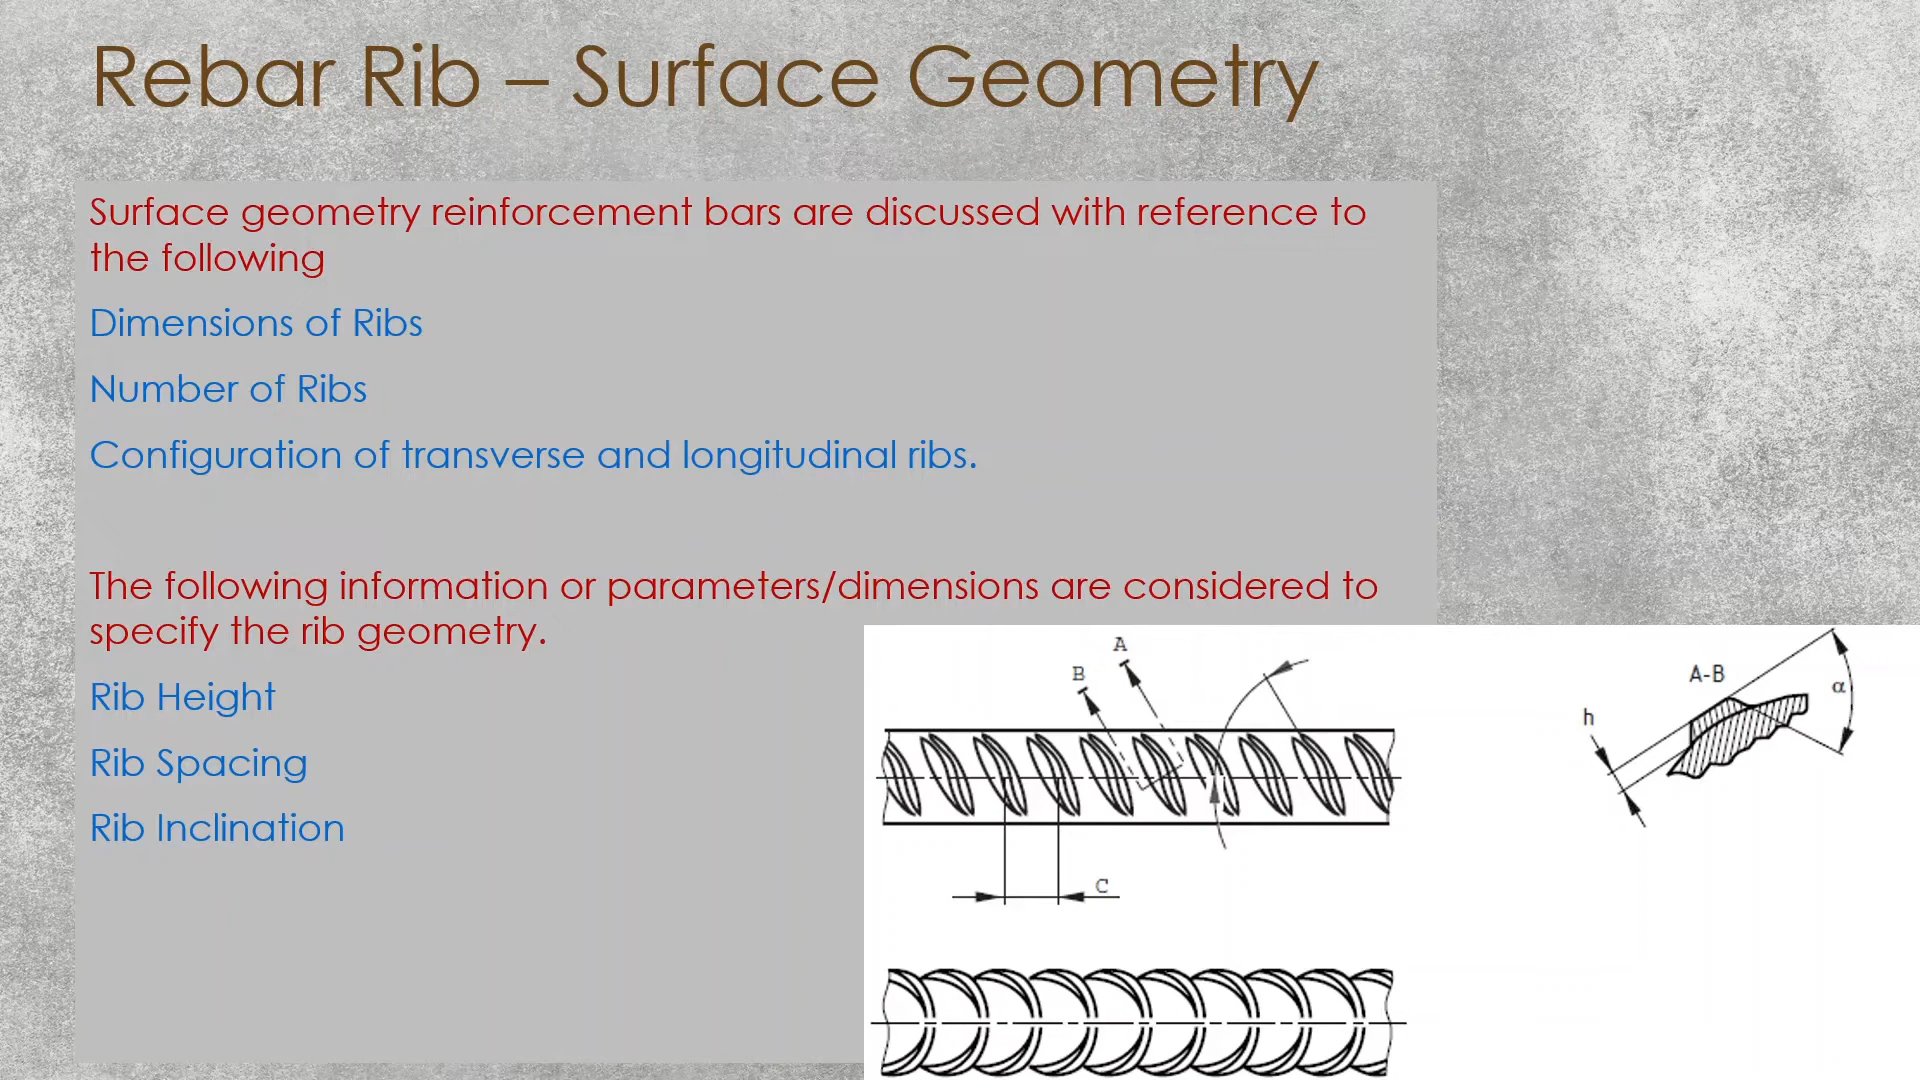 Rebar Rib – Surface Geometry
Surface geometry reinforcement bars are discussed with reference to
the following
Dimensions of Ribs
Number of Ribs
Configuration of transverse and longitudinal ribs.
The following information or parameters/dimensions are considered to
specify the rib geometry.
Rib Height
Rib Spacing
Rib Inclination
A
B
C
A-B
h
α